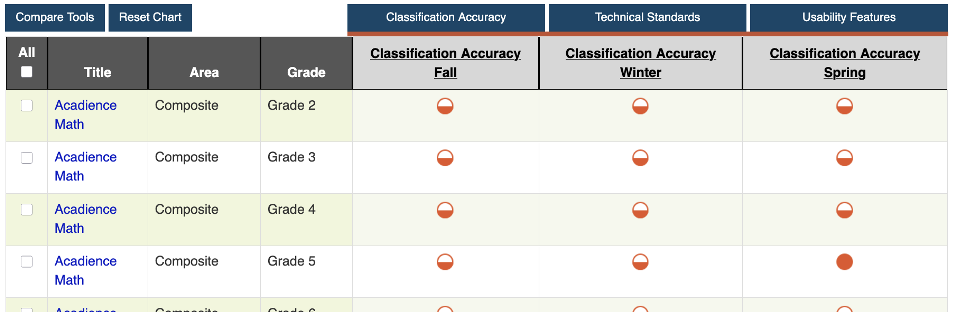 Compare Tools
Reset Chart
Classification Accuracy
Technical Standards
Usability Features
All
Title
Area
Grade
Classification Accuracy
Fall
Classification Accuracy
Winter
Classification Accuracy
Spring
Acadience
Math
Composite
Grade 2
Acadience
Math
Composite
Grade 3
Acadience
Math
Composite
Grade 4
Acadience
Math
Composite
Grade 5